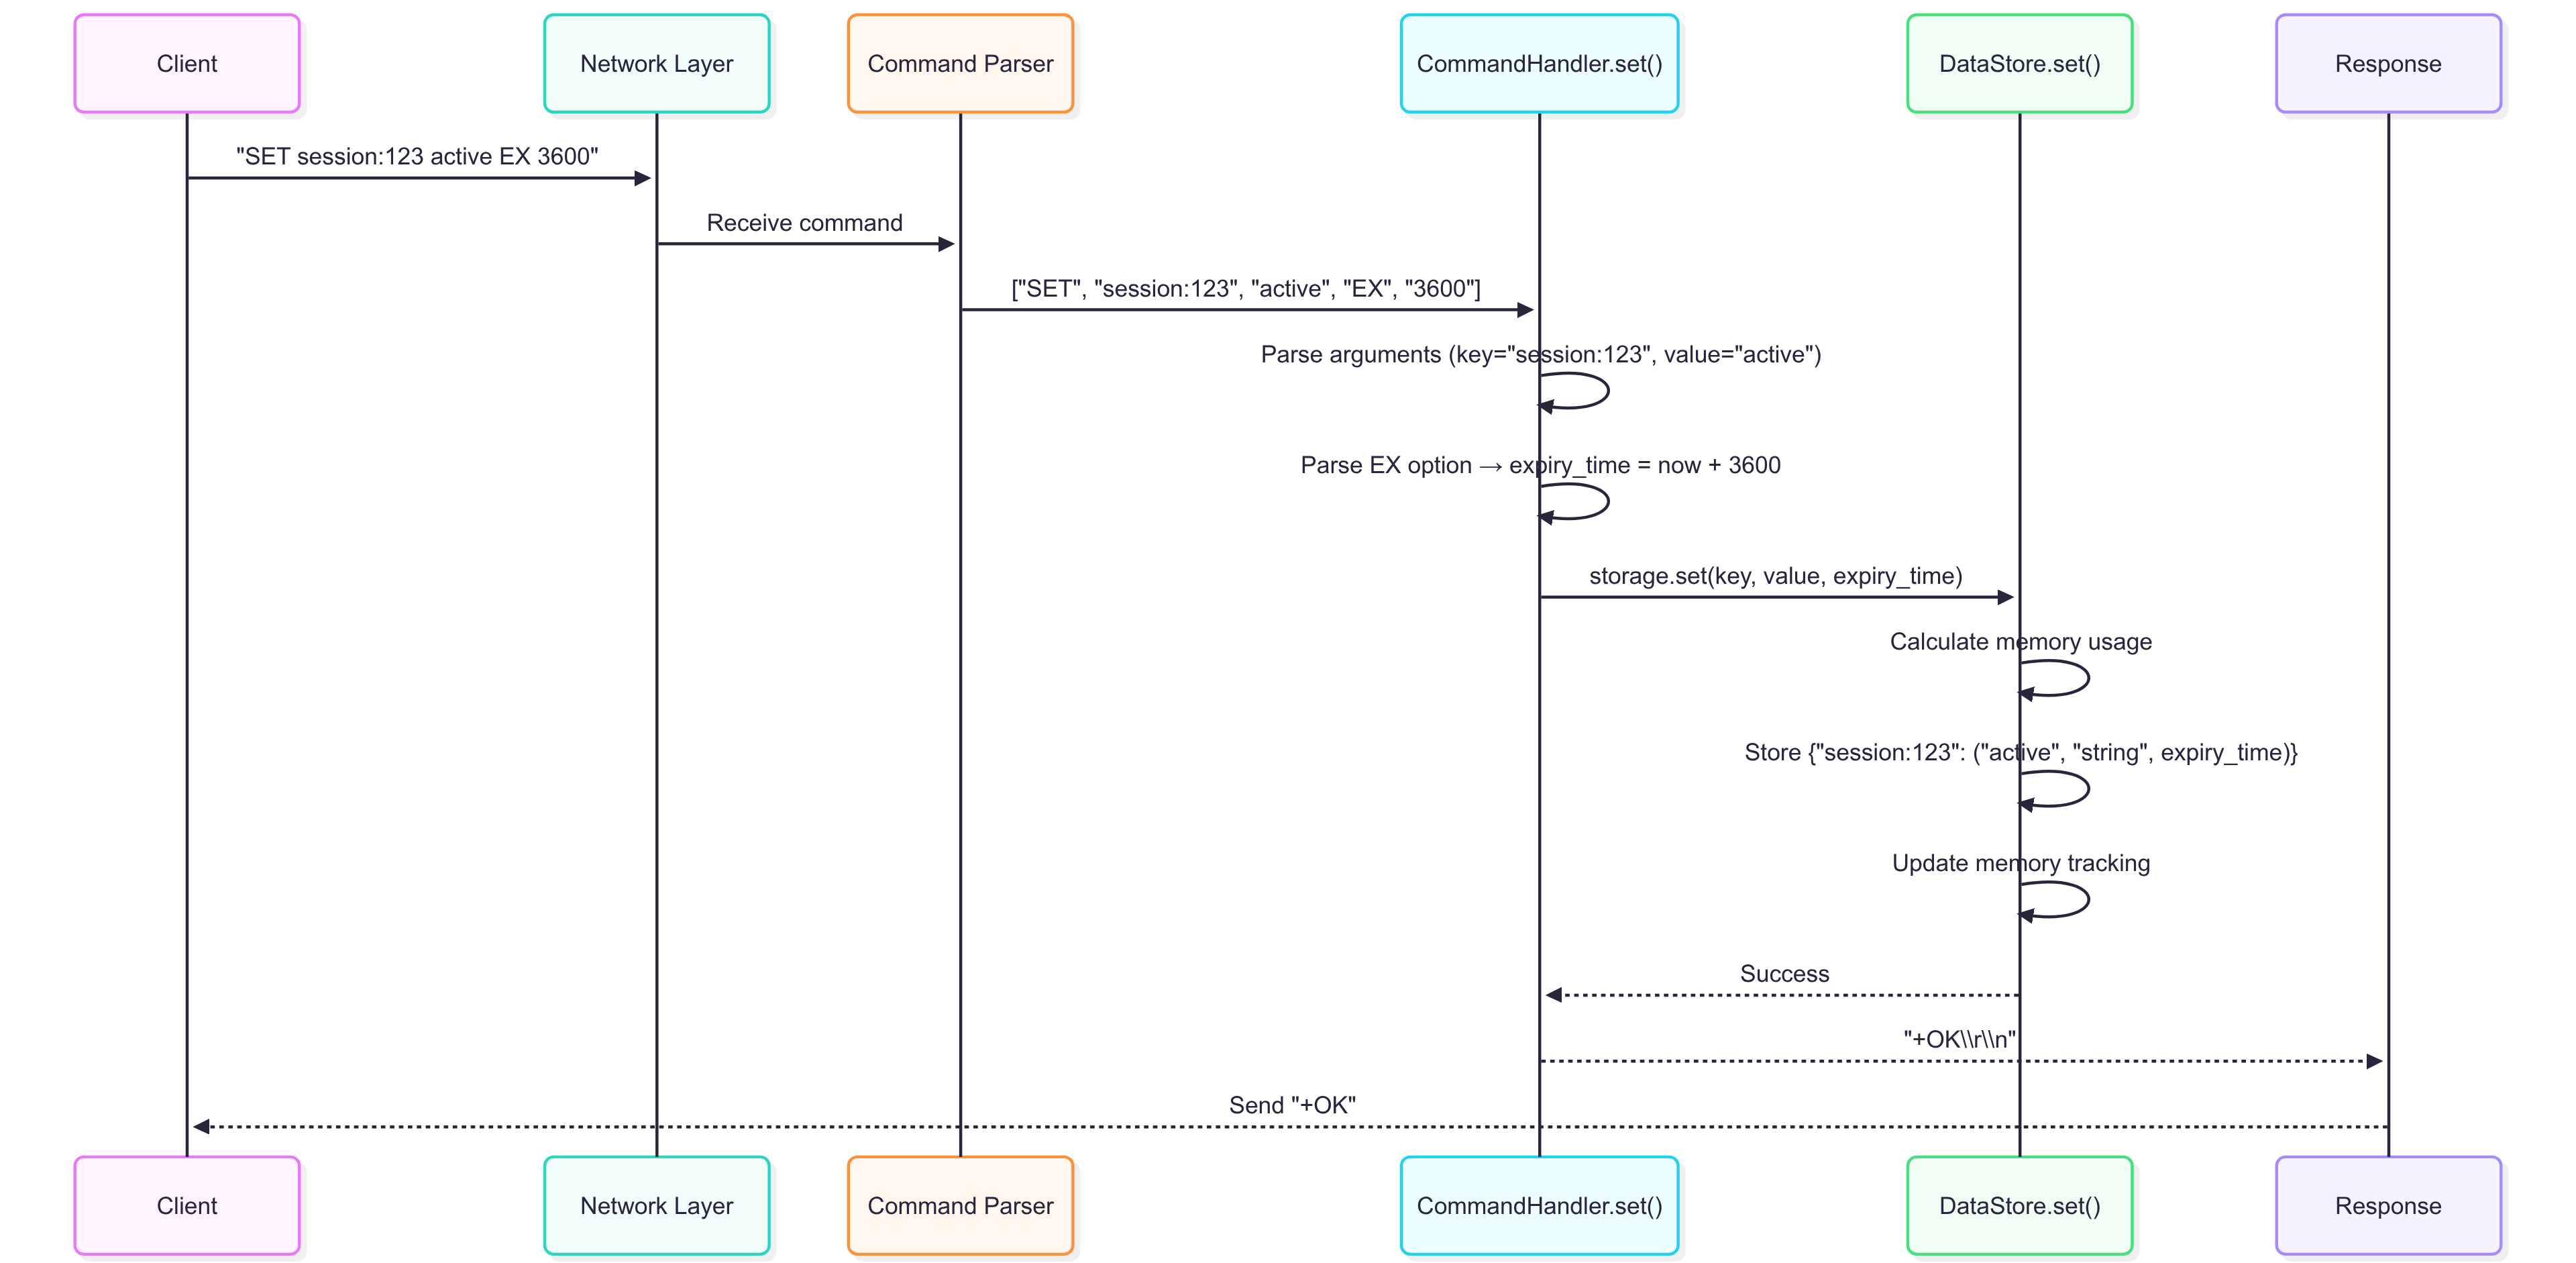 Client
Network Layer
Command Parser
CommandHandler.set()
DataStore.set()
Response
"SET session:123 active EX 3600"
Receive command
["SET", "session:123", "active", "EX", "3600"]
Parse arguments (key="session:123", value="active")
Parse EX option → expiry_time = now + 3600
storage.set(key, value, expiry_time)
Calculate memory usage
Store {"session:123": ("active", "string", expiry_time)}
Update memory tracking
Success
"+OK\\r\\n"
Send "+OK"
Client
Network Layer
Command Parser
CommandHandler.set()
DataStore.set()
Response